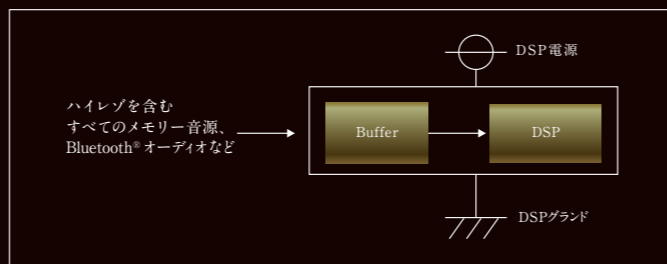 DSP電源
ハイレゾを含む
すべてのメモリー音源、
Bluetooth®オーディオなど
Buffer
DSP
DSPグランド